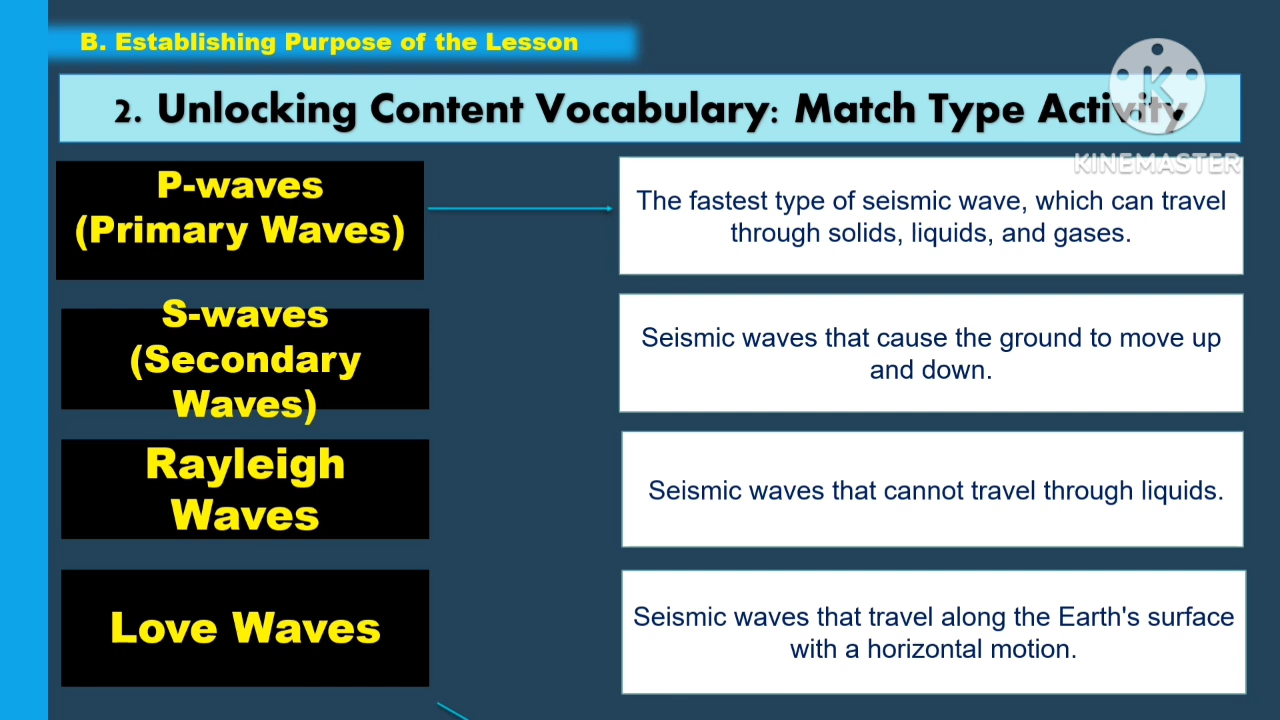 B. Establishing Purpose of the Lesson
2. Unlocking Content Vocabulary: Match Type Activity
K
KINEMASTER
P-waves
(Primary Waves)
The fastest type of seismic wave, which can travel
through solids, liquids, and gases.
S-waves
(Secondary
Waves)
Seismic waves that cause the ground to move up
and down.
Rayleigh
Waves
Seismic waves that cannot travel through liquids.
Love Waves
Seismic waves that travel along the Earth's surface
with a horizontal motion.